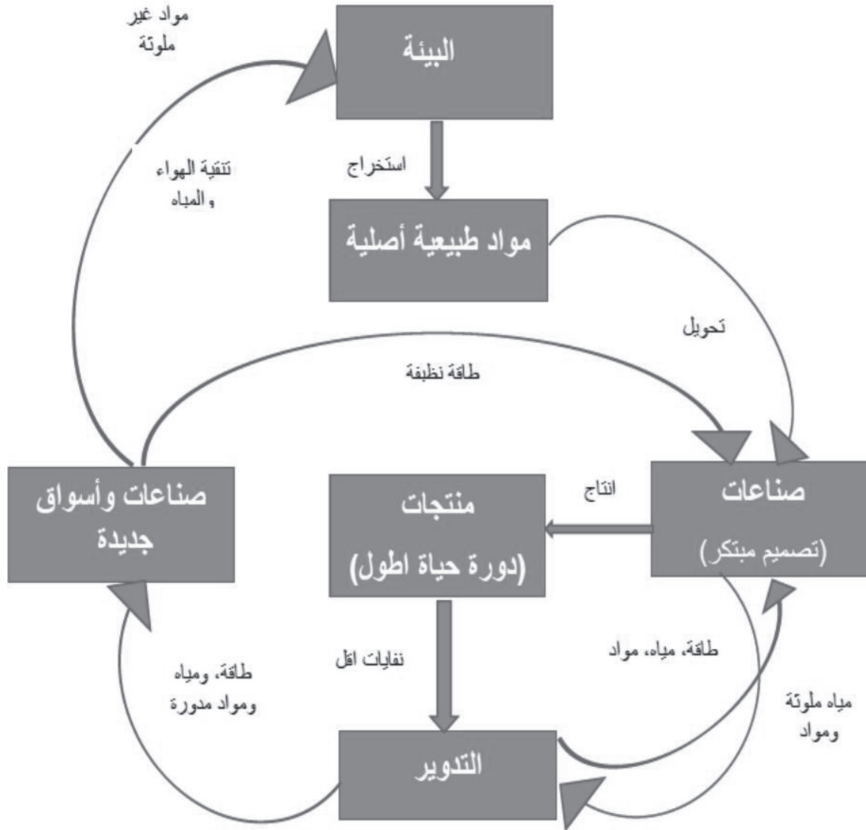 مواد غير
ملوثة
البيئة
استخراج
تنقية الهواء
والمياه
مواد طبيعية أصلية
تحويل
طاقة نظيفة
صناعات وأسواق
جديدة
منتجات
(دورة حياة اطول)
انتاج
صناعات
(تصميم مبتكر)
نفايات اقل
طاقة، مياه، مواد
مياه ملوثة
ومواد
طاقة، ومياه
ومواد مدورة
التدوير